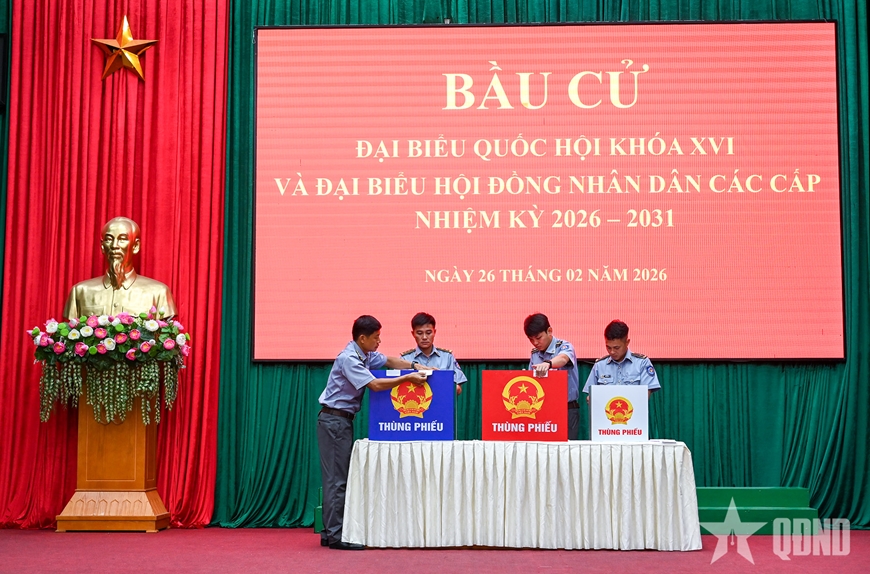 BẦU CỬ
ĐẠI BIỂU QUỐC HỘI KHÓA XVI
VÀ ĐẠI BIỂU HỘI ĐỒNG NHÂN DÂN CÁC CẤP
NHIỆM KỲ 2026 – 2031
NGÀY 26 THÁNG 02 NĂM 2026
THÙNG PHIẾU
THÙNG PHIẾU
THÙNG PHIẾU
QĐND